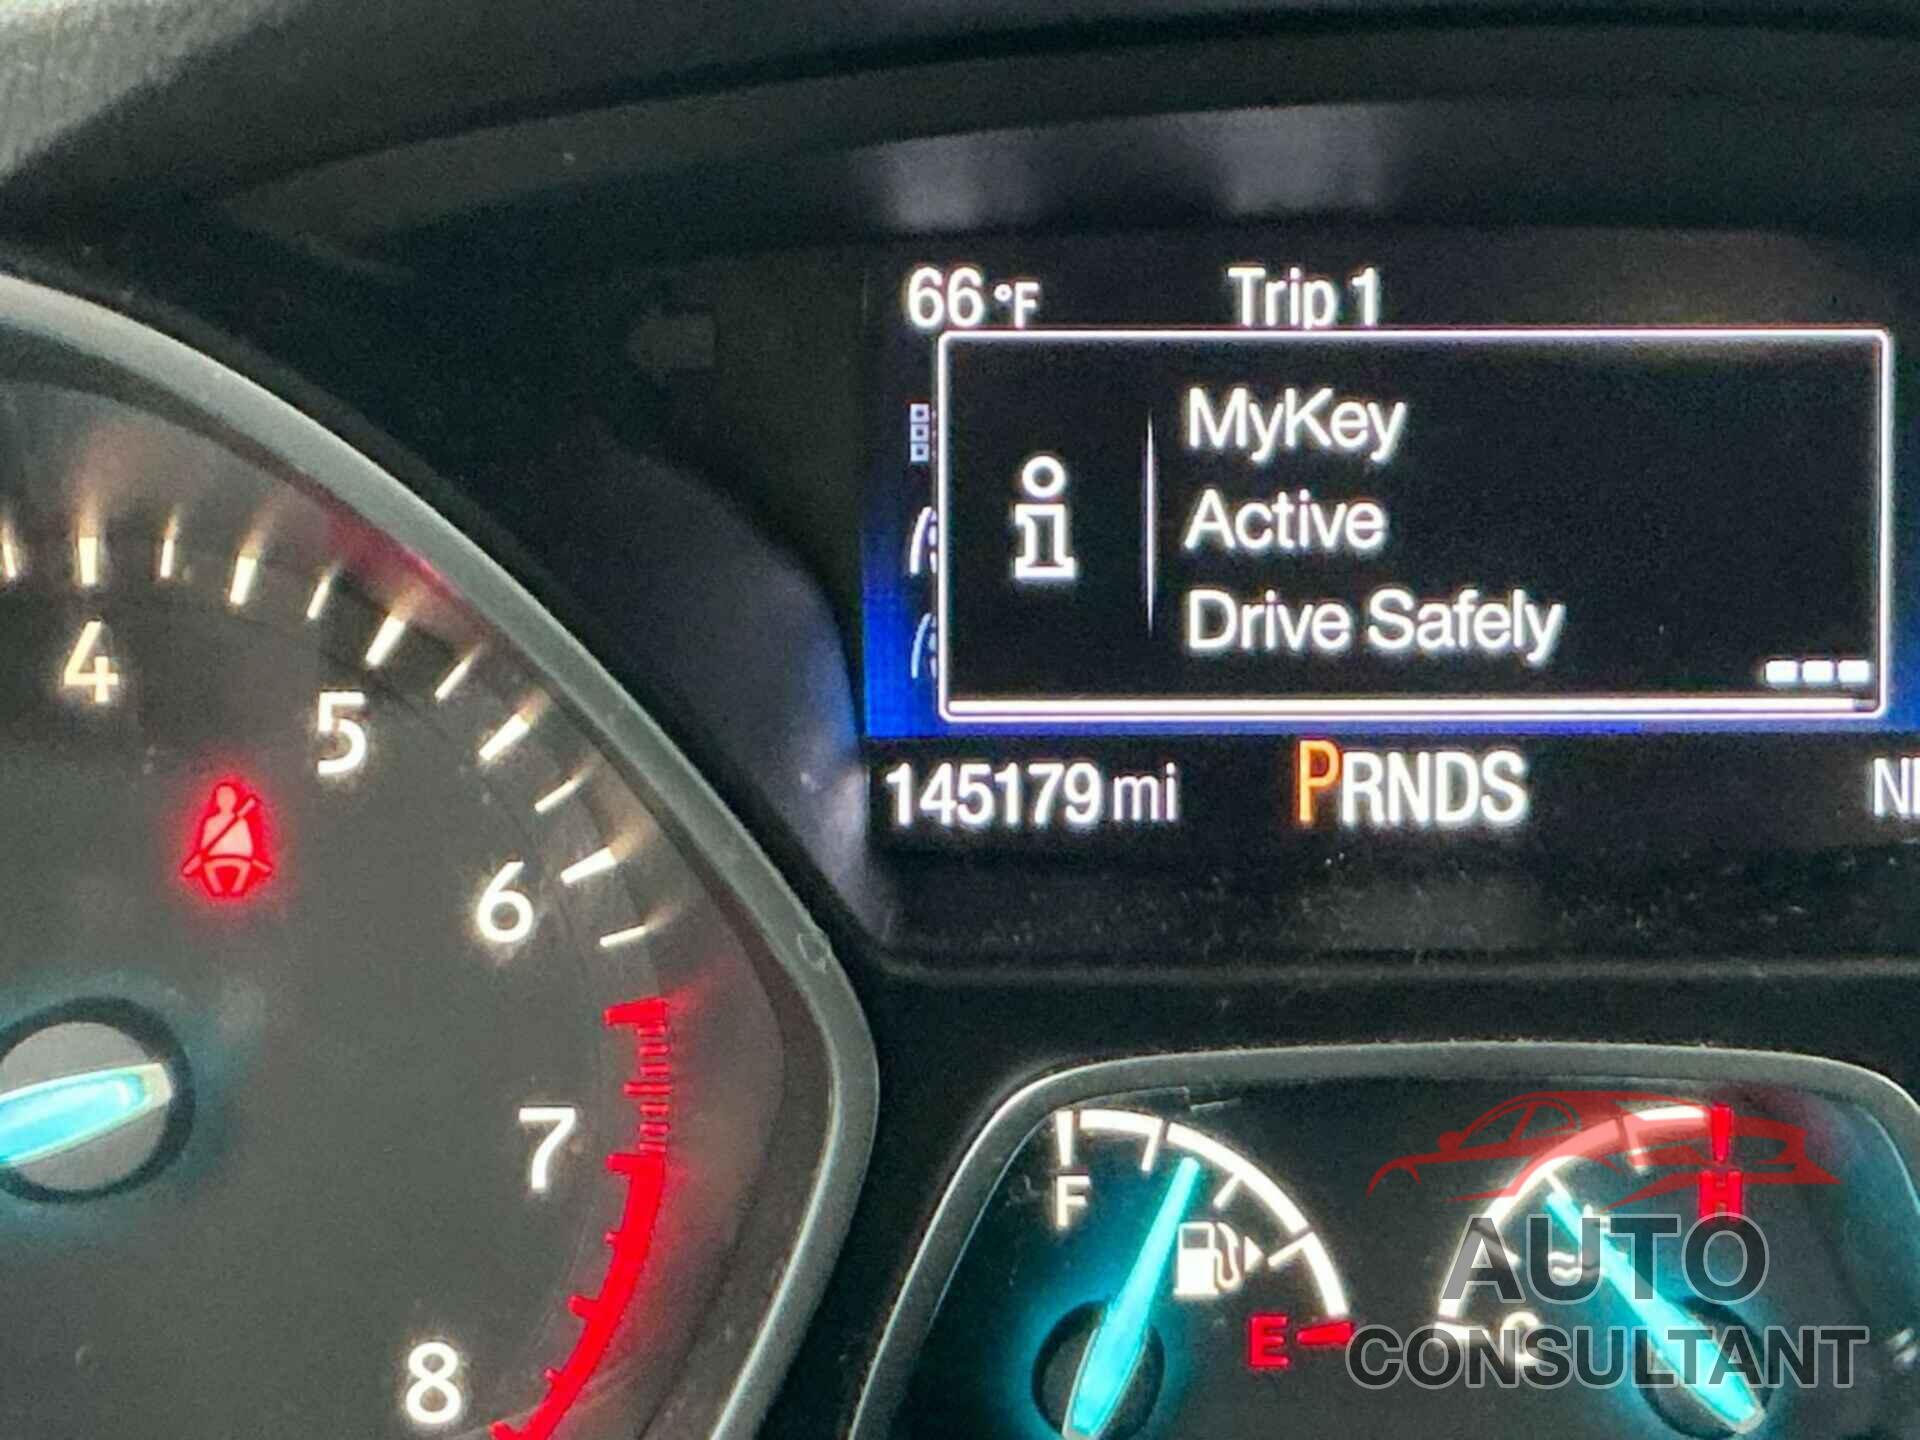 66 °F Trip 1
MyKey
Active
Drive Safely
145179 mi PRNDS
4
5
6
7
8
F
E
H
C
AUTO
CONSULTANT